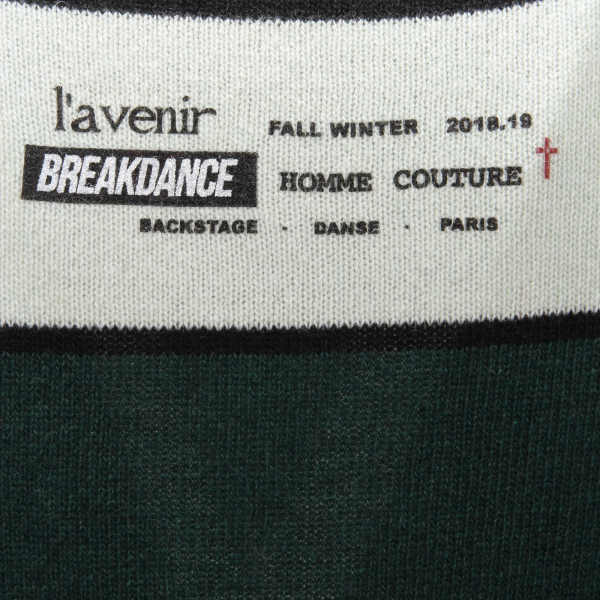 l'avenir FALL WINTER 2018.19
BREAKDANCE HOMME COUTURE
BACKSTAGE · DANSE · PARIS